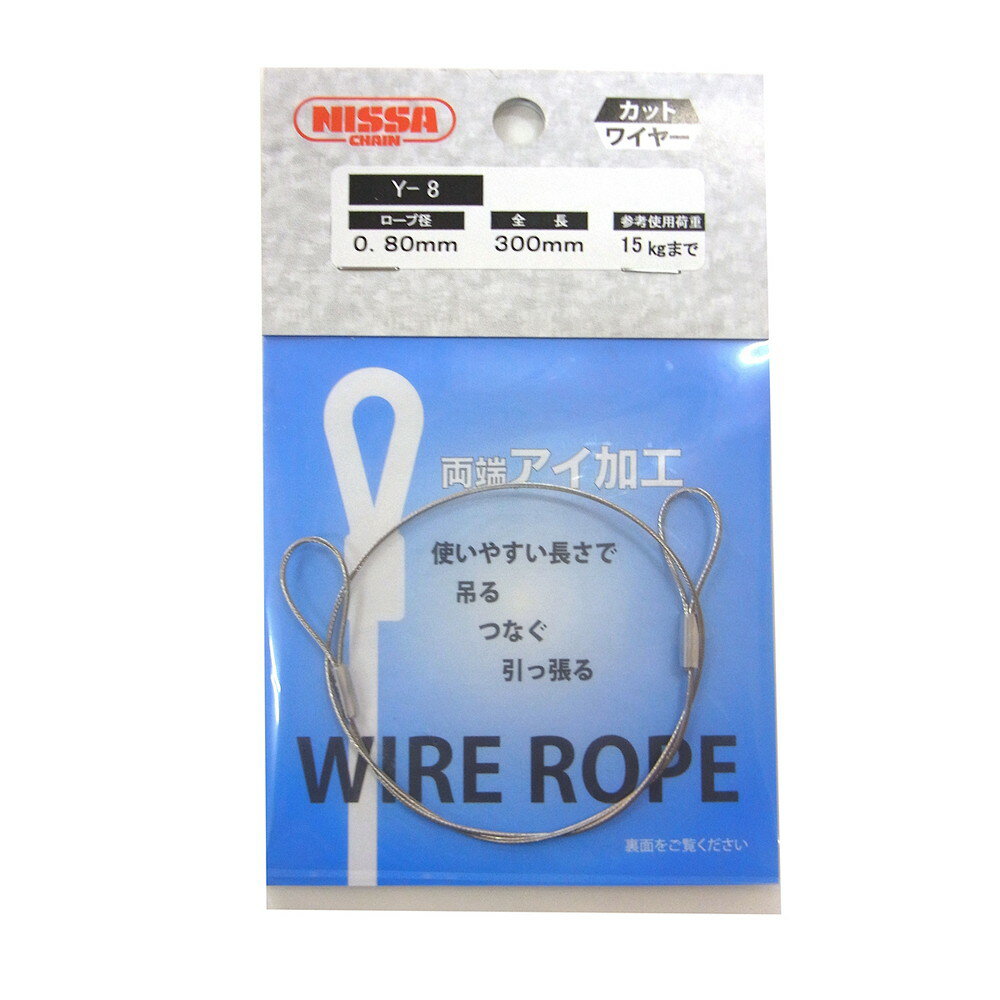 NISSA
CHAIN
カット
ワイヤー
Y-8
ロープ径 全 長 参考使用荷重
0.80mm 300mm 15kgまで
両端アイ加工
使いやすい長さで
吊る
つなぐ
引っ張る
WIRE ROPE
裏面をご覧ください